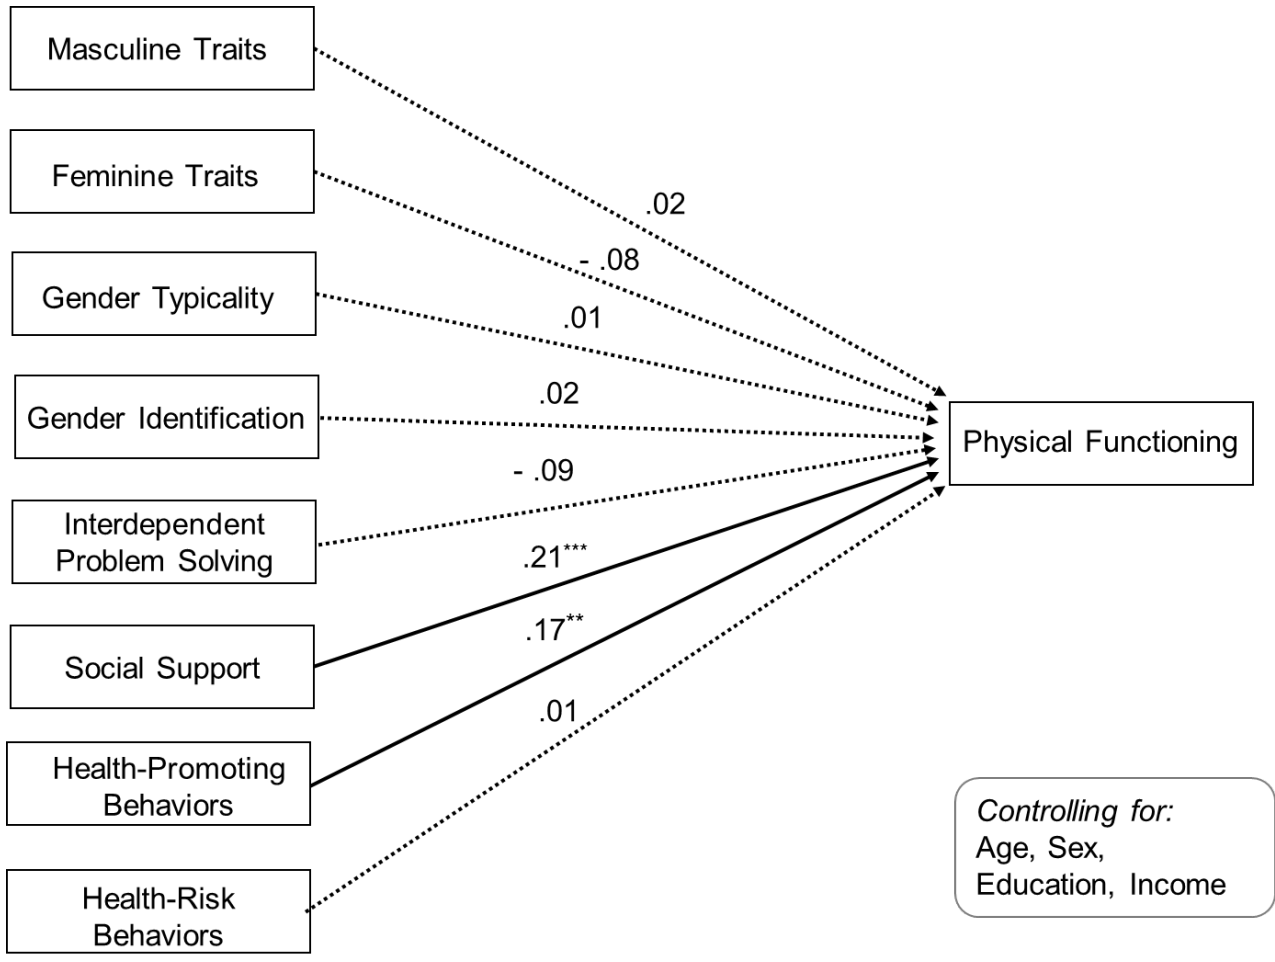 Masculine Traits
Feminine Traits
Gender Typicality
Gender Identification
Interdependent
Problem Solving
Social Support
Health-Promoting
Behaviors
Health-Risk
Behaviors
.02
- .08
.01
.02
- .09
.21***
.17**
.01
Physical Functioning
Controlling for:
Age, Sex,
Education, Income